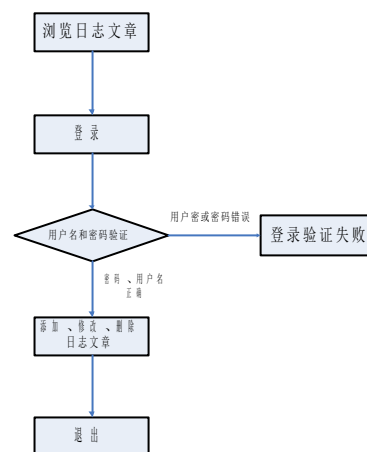 浏览日志文章
登录
用户名和密码验证
用户密或密码错误
登录验证失败
密码、用户名
正确
添加、修改、删除
日志文章
退出